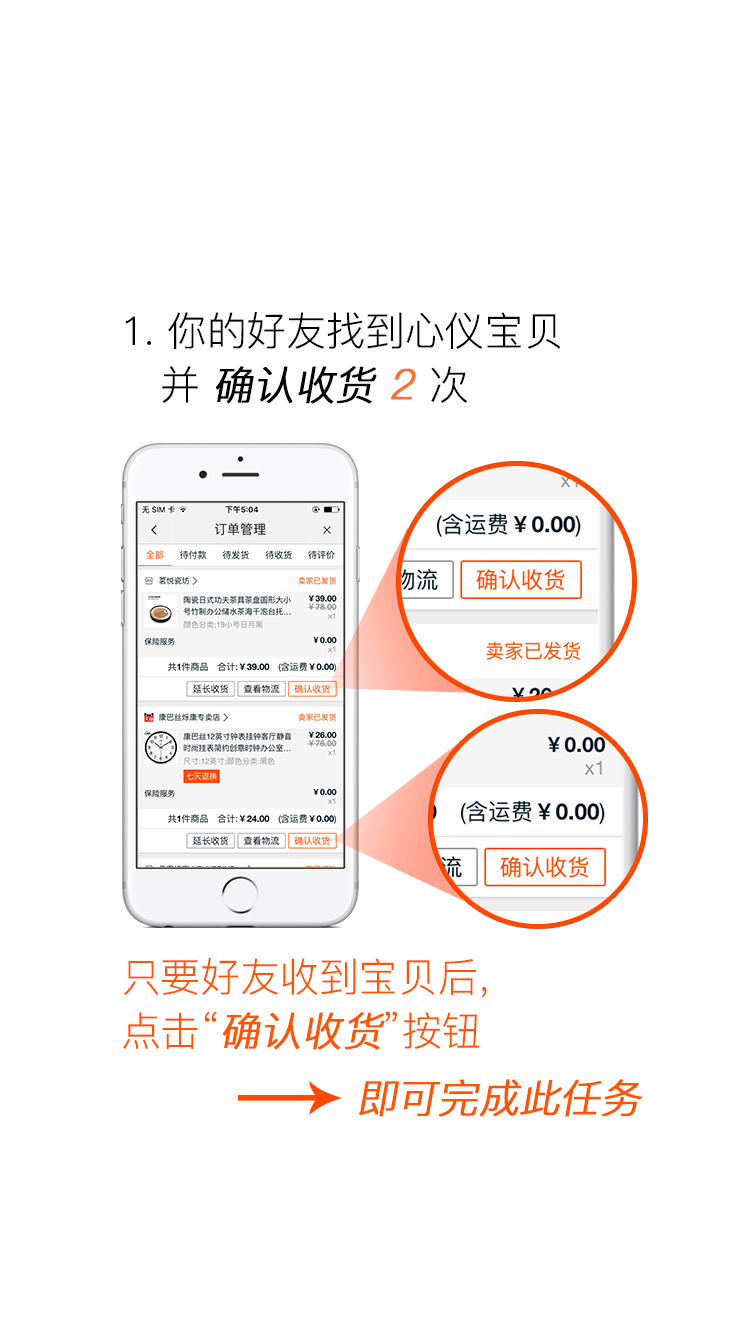 1. 你的好友找到心仪宝贝
并 确认收货 2 次
无 SIM 卡
下午5:04
订单管理
全部 待付款 待发货 待收货 待评价
茗悦瓷坊
卖家已发货
陶瓷日式功夫茶具茶盘圆形大小
号竹制办公储水茶海干泡台托...
颜色分类:19小号日月黑
¥39.00
¥78.00
x1
保险服务
¥0.00
x1
共1件商品 合计:¥39.00 (含运费¥0.00)
延长收货 查看物流 确认收货
康巴丝烁康专卖店
卖家已发货
康巴丝12英寸钟表挂钟客厅静音
时尚挂表简约创意时钟办公室...
尺寸:12英寸;颜色分类:黑色
七天退换
¥26.00
¥76.00
x1
保险服务
¥0.00
x1
共1件商品 合计:¥24.00 (含运费¥0.00)
延长收货 查看物流 确认收货
x1
(含运费¥0.00)
物流 确认收货
卖家已发货
¥0.00
x1
(含运费¥0.00)
流 确认收货
只要好友收到宝贝后,
点击“确认收货”按钮
即可完成此任务